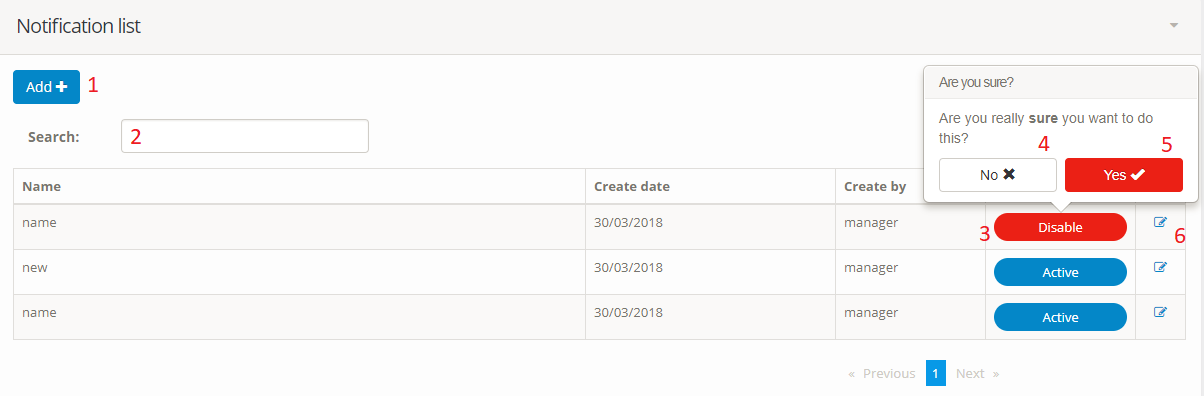 Notification list
Add 1
Are you sure?
Search: 2
Are you really sure you want to do
this?
4 5
No Yes
Name Create date Create by
name 30/03/2018 manager 3 Disable 6
new 30/03/2018 manager Active
name 30/03/2018 manager Active
« Previous 1 Next »